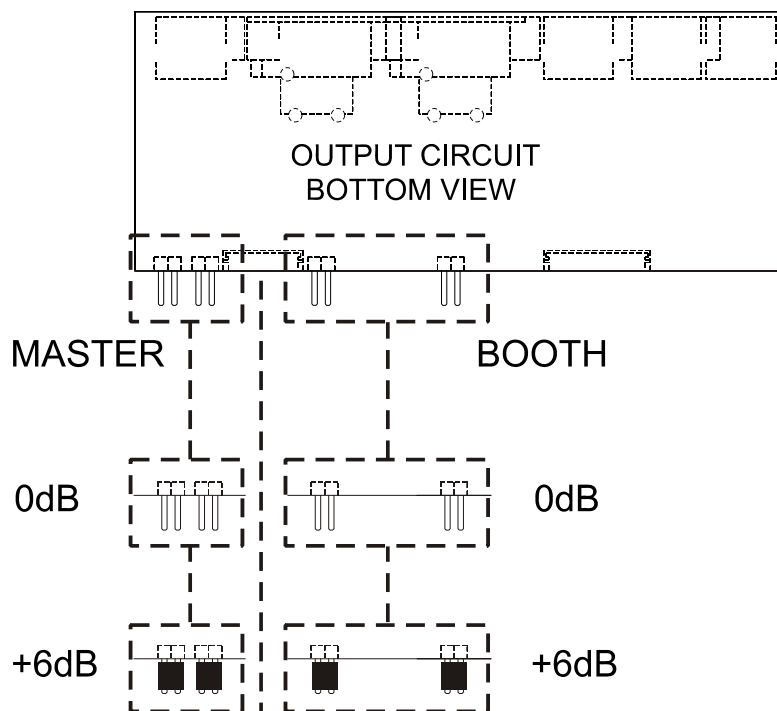 OUTPUT CIRCUIT
BOTTOM VIEW
MASTER
BOOTH
0dB
0dB
+6dB
+6dB